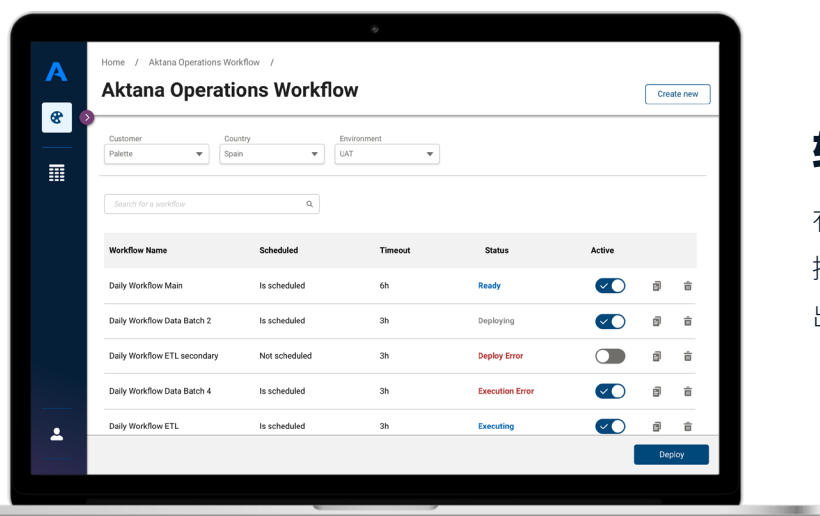 Home / Aktana Operations Workflow /
Aktana Operations Workflow
Create new
Customer Country Environment
Palette Spain UAT
Search for a workflow
Workflow Name Scheduled Timeout Status Active
Daily Workflow Main Is scheduled 6h Ready
Daily Workflow Data Batch 2 Is scheduled 3h Deploying
Daily Workflow ETL secondary Not scheduled 3h Deploy Error
Daily Workflow Data Batch 4 Is scheduled 3h Execution Error
Daily Workflow ETL Is scheduled 3h Executing
Deploy